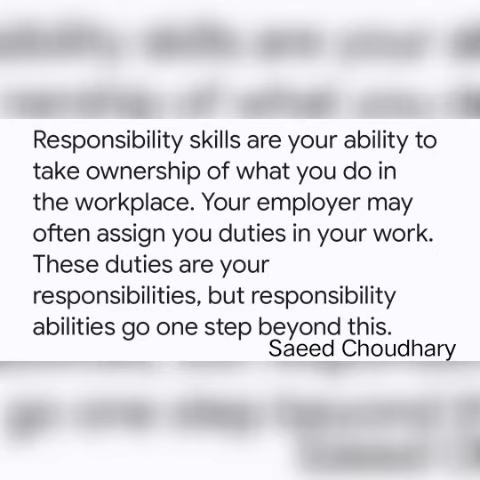 Responsibility skills are your ability to
take ownership of what you do in
the workplace. Your employer may
often assign you duties in your work.
These duties are your
responsibilities, but responsibility
abilities go one step beyond this.
Saeed Choudhary